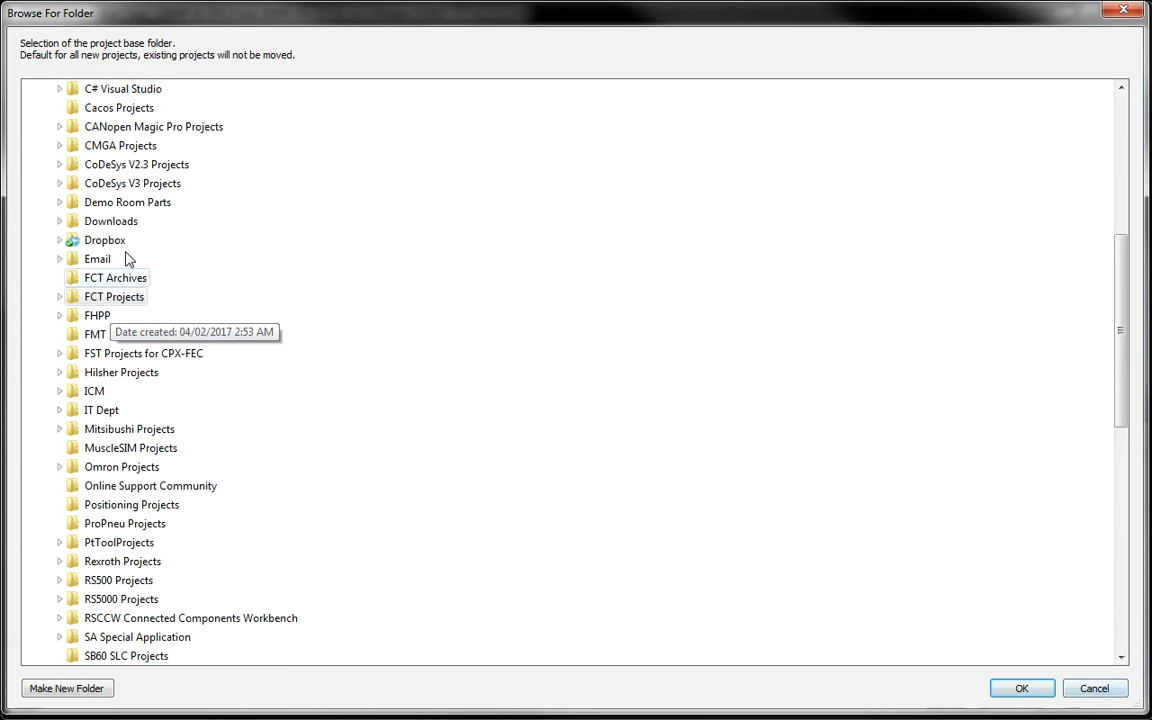 Browse For Folder
Selection of the project base folder.
Default for all new projects, existing projects will not be moved.
C# Visual Studio
Cacos Projects
CANopen Magic Pro Projects
CMGA Projects
CoDeSys V2.3 Projects
CoDeSys V3 Projects
Demo Room Parts
Downloads
Dropbox
Email
FCT Archives
FCT Projects
FHPP
FMT
Date created: 04/02/2017 2:53 AM
FST Projects for CPX-FEC
Hilsher Projects
ICM
IT Dept
Mitsibushi Projects
MuscleSIM Projects
Omron Projects
Online Support Community
Positioning Projects
ProPneu Projects
PtToolProjects
Rexroth Projects
RS500 Projects
RS5000 Projects
RSCCW Connected Components Workbench
SA Special Application
SB60 SLC Projects
Make New Folder
OK
Cancel